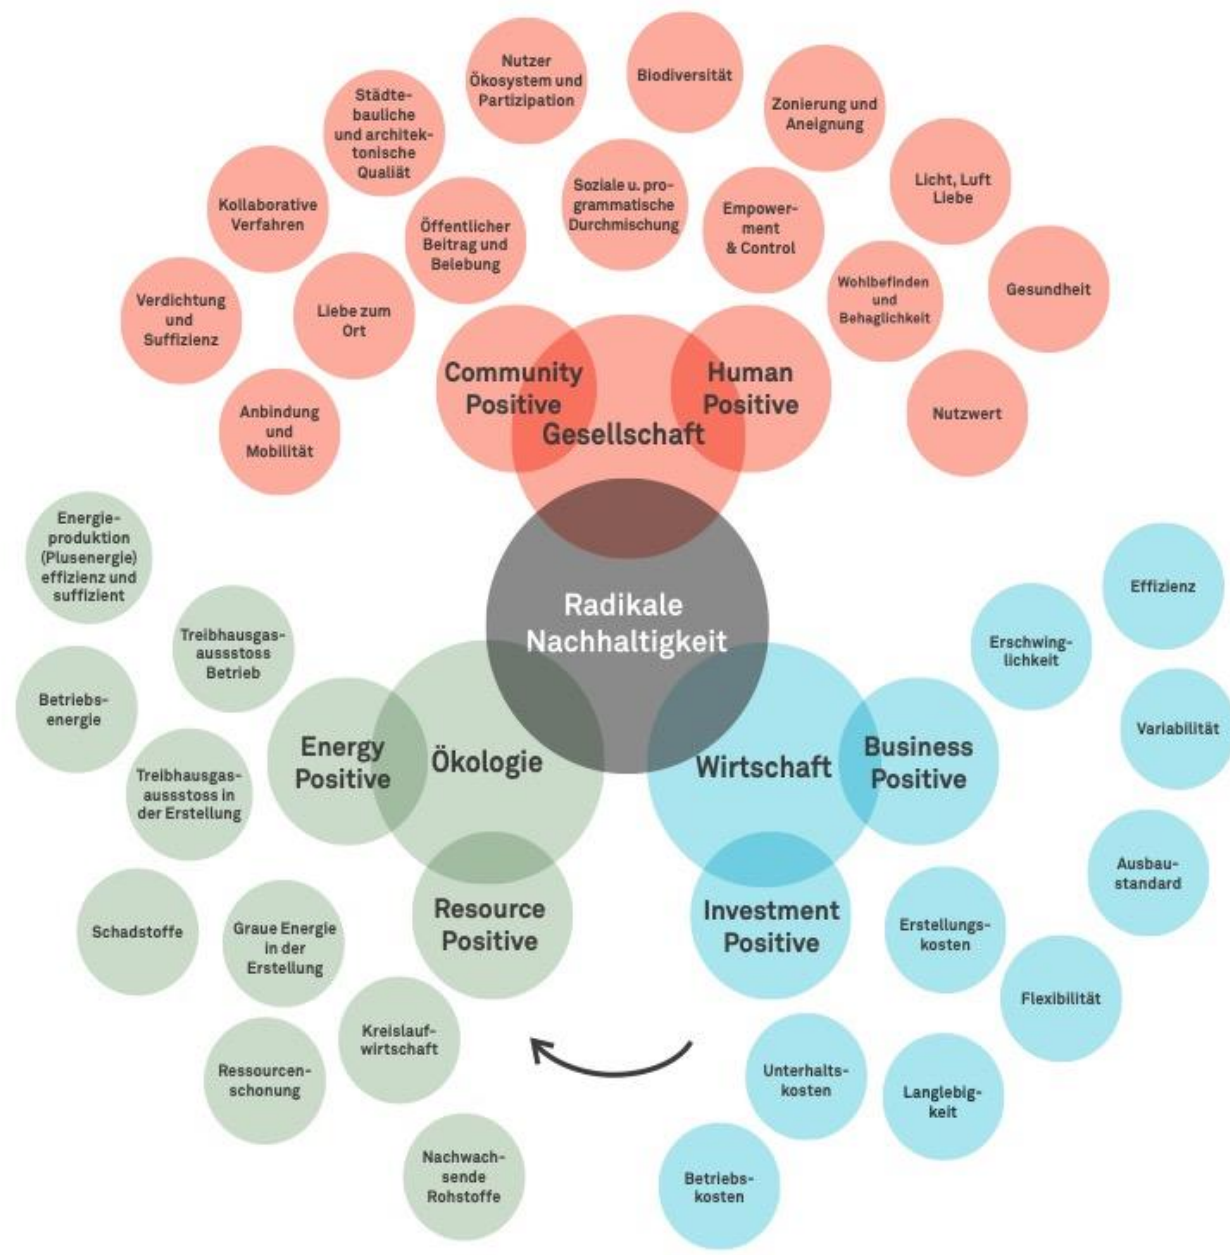 Nutzer
Ökosystem und
Partizipation
Biodiversität
Städte-
bauliche
und architek-
tonische
Qualiät
Zonierung und
Aneignung
Kollaborative
Verfahren
Öffentlicher
Beitrag und
Belebung
Soziale u. pro-
grammatische
Durchmischung
Empower-
ment
& Control
Licht, Luft
Liebe
Verdichtung
und
Suffizienz
Liebe zum
Ort
Wohlbefinden
und
Behaglichkeit
Gesundheit
Anbindung
und
Mobilität
Community
Positive
Human
Positive
Gesellschaft
Nutzwert
Energie-
produktion
(Plusenergie)
effizienz und
suffizient
Treibhausgas-
aussstoss
Betrieb
Radikale
Nachhaltigkeit
Erschwing-
lichkeit
Effizienz
Betriebs-
energie
Variabilität
Treibhausgas-
aussstoss in
der Erstellung
Energy
Positive
Ökologie
Wirtschaft
Business
Positive
Ausbau-
standard
Schadstoffe
Graue Energie
in der
Erstellung
Resource
Positive
Investment
Positive
Erstellungs-
kosten
Flexibilität
Ressourcen-
schonung
Kreislauf-
wirtschaft
Unterhalts-
kosten
Langlebig-
keit
Nachwach-
sende
Rohstoffe
Betriebs-
kosten